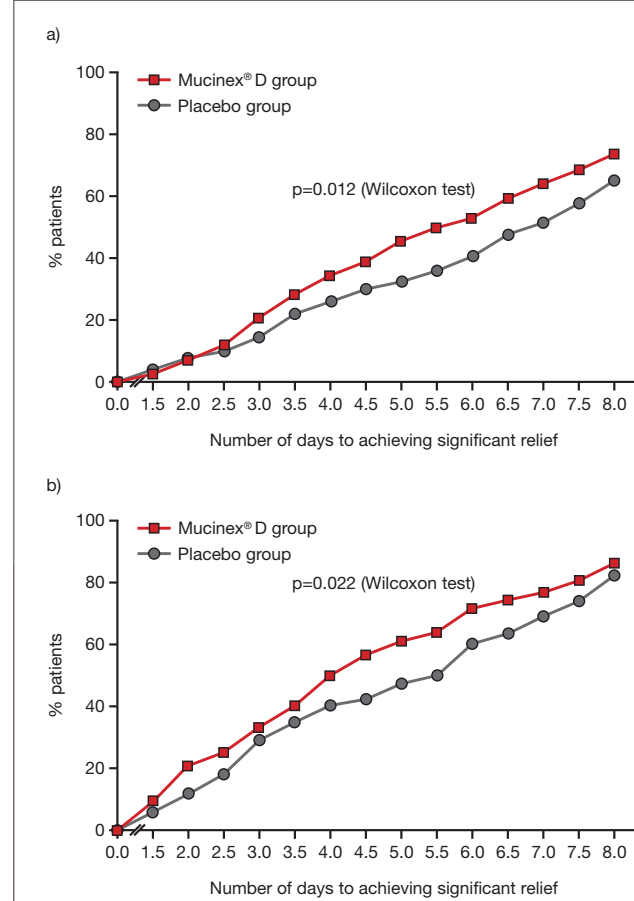 a)
100
80
60
40
20
0
% patients
Mucinex® D group
Placebo group
p=0.012 (Wilcoxon test)
0.0 1.5 2.0 2.5 3.0 3.5 4.0 4.5 5.0 5.5 6.0 6.5 7.0 7.5 8.0
Number of days to achieving significant relief
b)
100
80
60
40
20
0
% patients
Mucinex® D group
Placebo group
p=0.022 (Wilcoxon test)
0.0 1.5 2.0 2.5 3.0 3.5 4.0 4.5 5.0 5.5 6.0 6.5 7.0 7.5 8.0
Number of days to achieving significant relief